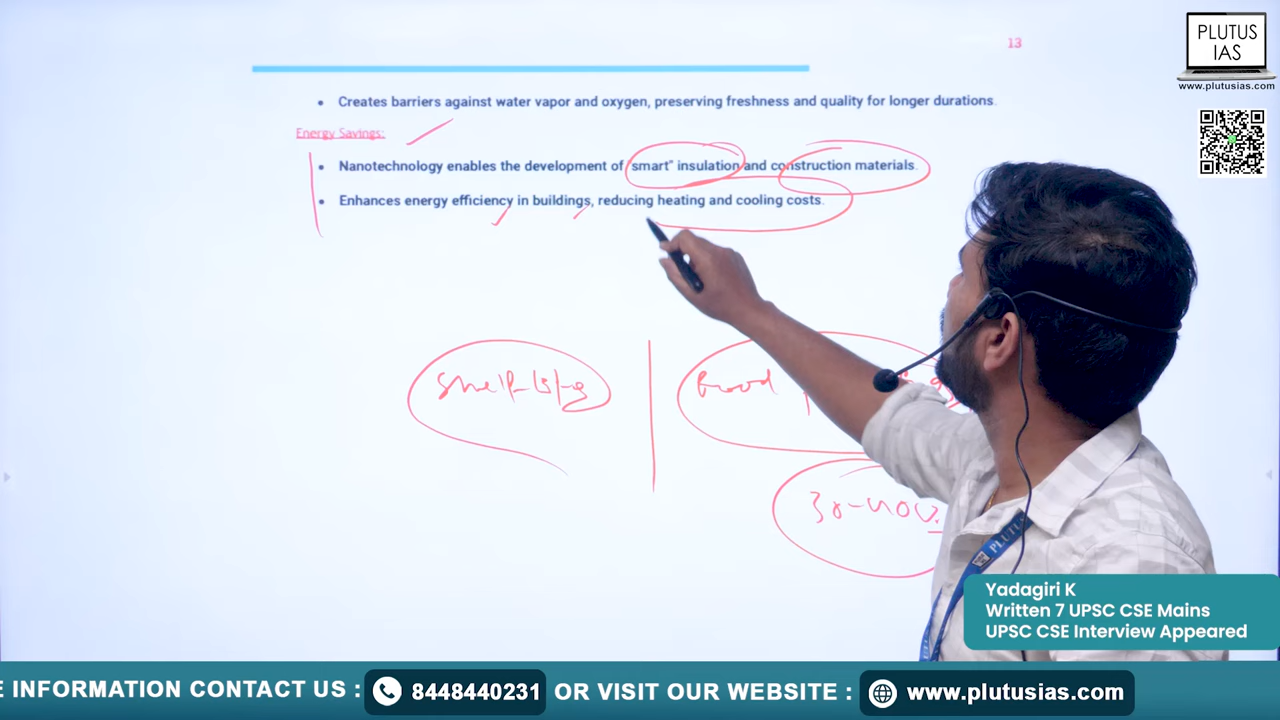 13
PLUTUS
IAS
www.plutusias.com
• Creates barriers against water vapor and oxygen, preserving freshness and quality for longer durations.
Energy Savings:
• Nanotechnology enables the development of smart" insulation and construction materials.
• Enhances energy efficiency in buildings, reducing heating and cooling costs.
Food
30-40%
PLUTUS
Yadagiri K
Written 7 UPSC CSE Mains
UPSC CSE Interview Appeared
E INFORMATION CONTACT US : 8448440231 OR VISIT OUR WEBSITE : www.plutusias.com